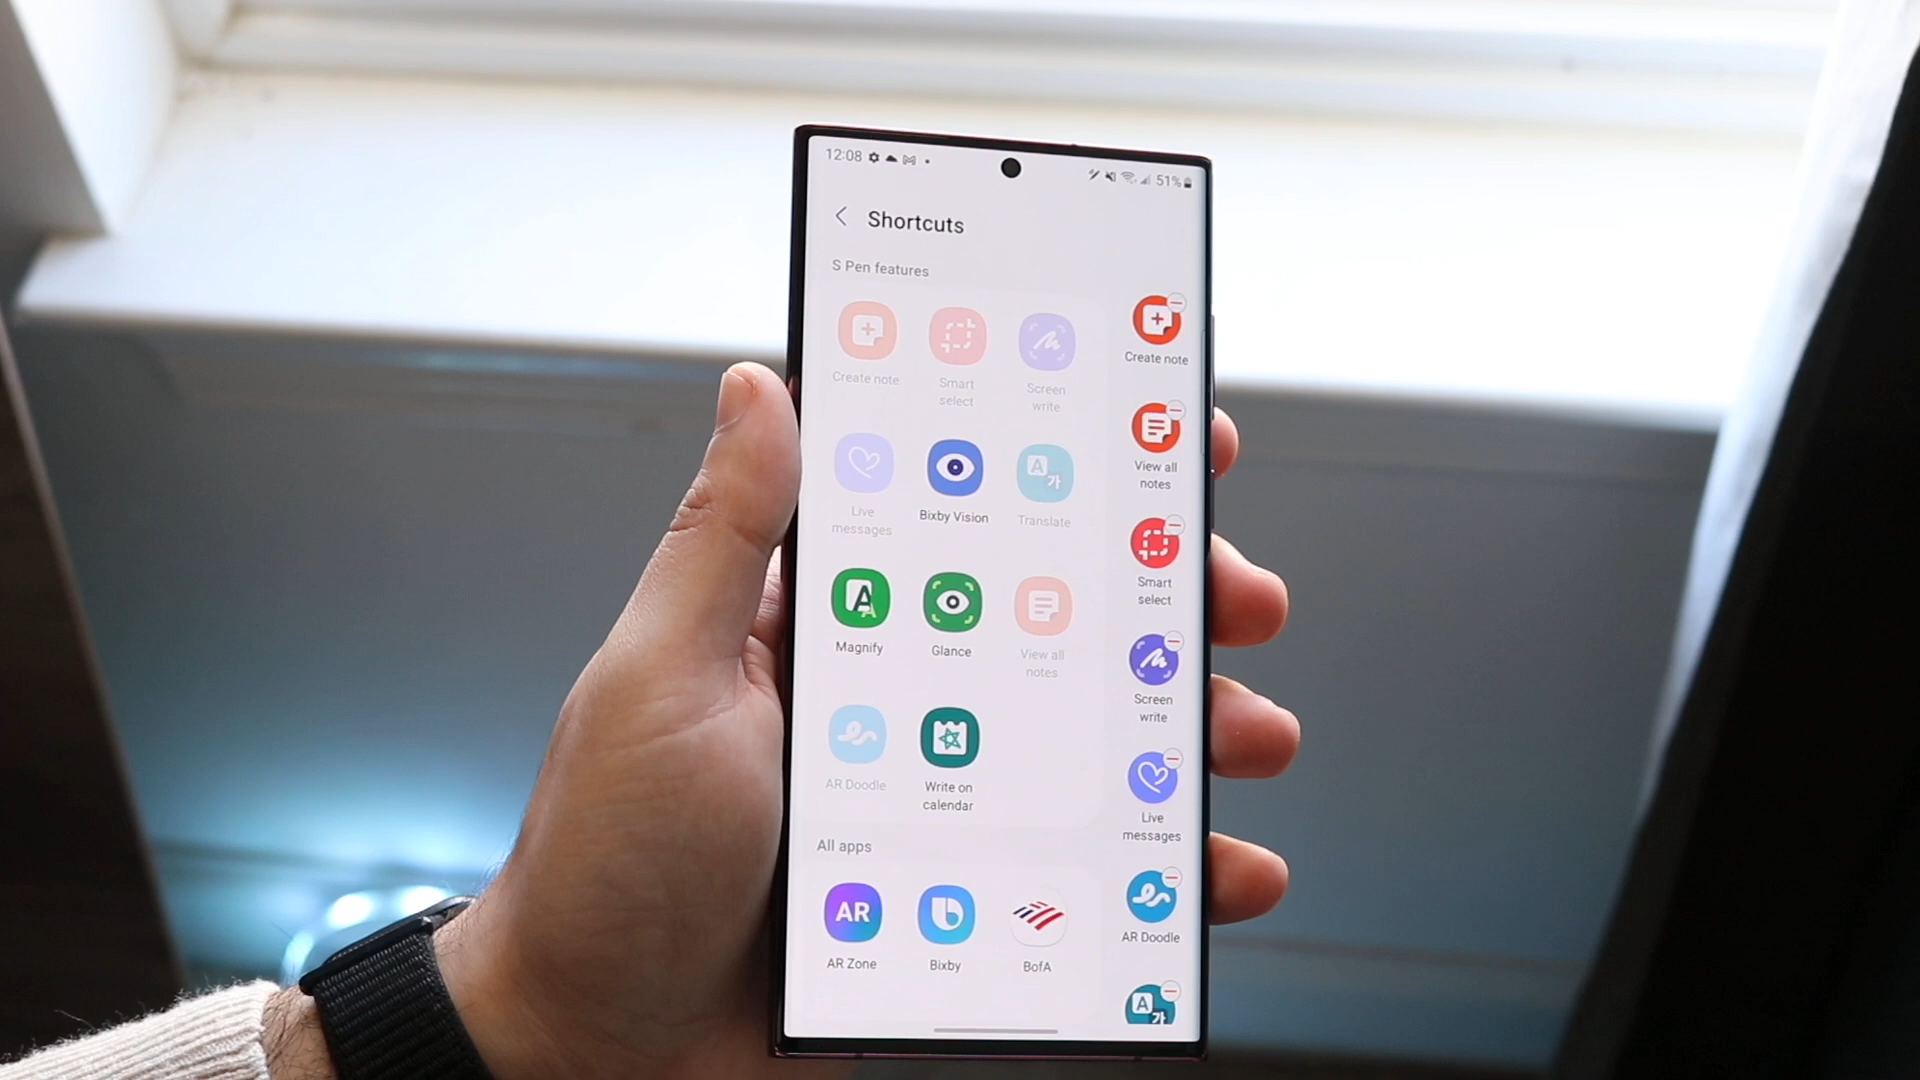 12:08
51%
Shortcuts
S Pen features
Create note
Smart
select
Screen
write
Live
messages
Bixby Vision
A
가
Translate
A
A
Magnify
Glance
View all
notes
AR Doodle
Write on
calendar
All apps
AR
AR Zone
b
Bixby
BofA
Create note
View all
notes
Smart
select
Screen
write
Live
messages
AR Doodle
A
가